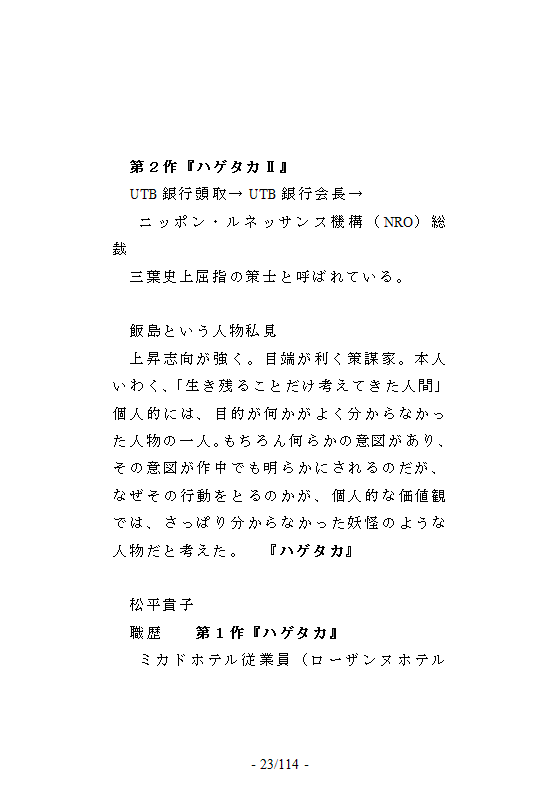 第２作『ハゲタカⅡ』
UTB 銀行頭取→ UTB 銀行会長→
ニッポン・ルネッサンス機構（NRO）総
裁
三葉史上屈指の策士と呼ばれている。
飯島という人物私見
上昇志向が強く。目端が利く策謀家。本人
いわく、「生き残ることだけ考えてきた人間」
個人的には、目的が何かがよく分からなかっ
た人物の一人。もちろん何らかの意図があり、
その意図が作中でも明らかにされるのだが、
なぜその行動をとるのかが、個人的な価値観
では、さっぱり分からなかった妖怪のような
人物だと考えた。　『ハゲタカ』
松平貴子
職歴　　第１作『ハゲタカ』
ミカドホテル従業員（ローザンヌホテル
- 23/114 -